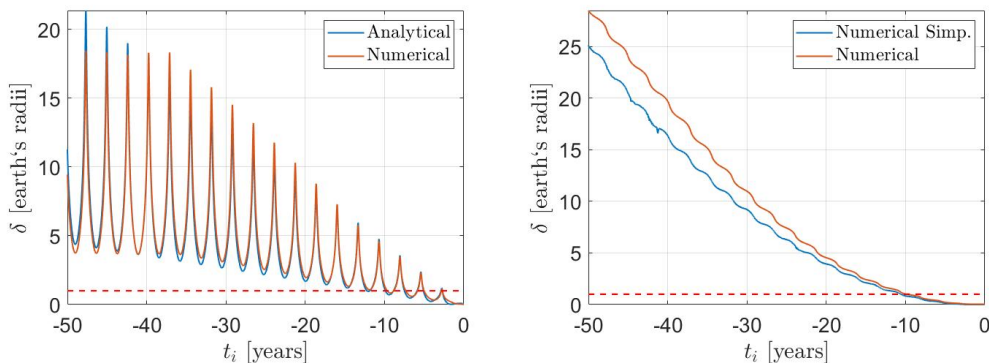 20
15
10
5
0
δ [earth‘s radii]
-50 -40 -30 -20 -10 0
t_i [years]
Analytical
Numerical
25
20
15
10
5
0
δ [earth‘s radii]
-50 -40 -30 -20 -10 0
t_i [years]
Numerical Simp.
Numerical